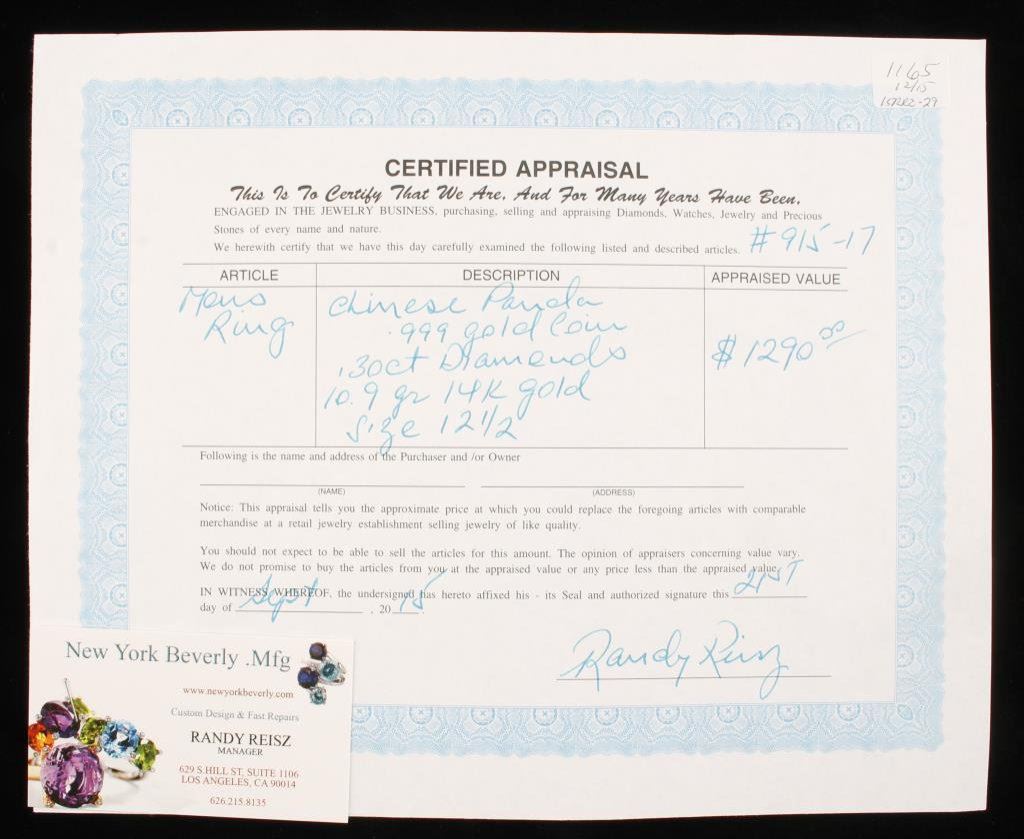 1165
12/15
CERTIFIED APPRAISAL
This Is To Certify That We Are, And For Many Years Have Been,
ENGAGED IN THE JEWELRY BUSINESS, purchasing, selling and appraising Diamonds, Watches, Jewelry and Precious
Stones of every name and nature.
We herewith certify that we have this day carefully examined the following listed and described articles. #915-17
ARTICLE DESCRIPTION APPRAISED VALUE
Mens Chinese Panda
Ring .999 gold Coin
.30ct Diamonds $1290 00
10.9 gr 14K gold
Size 12 1/2
Following is the name and address of the Purchaser and /or Owner
(NAME) (ADDRESS)
Notice: This appraisal tells you the approximate price at which you could replace the foregoing articles with comparable
merchandise at a retail jewelry establishment selling jewelry of like quality.
You should not expect to be able to sell the articles for this amount. The opinion of appraisers concerning value vary.
We do not promise to buy the articles from you at the appraised value or any price less than the appraised value.
IN WITNESS WHEREOF, the undersigned has hereto affixed his - its Seal and authorized signature this 21ST
day of Sept , 20 15 .
Randy Reisz
New York Beverly .Mfg
www.newyorkbeverly.com
Custom Design & Fast Repairs
RANDY REISZ
MANAGER
629 S.HILL ST, SUITE 1106
LOS ANGELES, CA 90014
626.215.8135